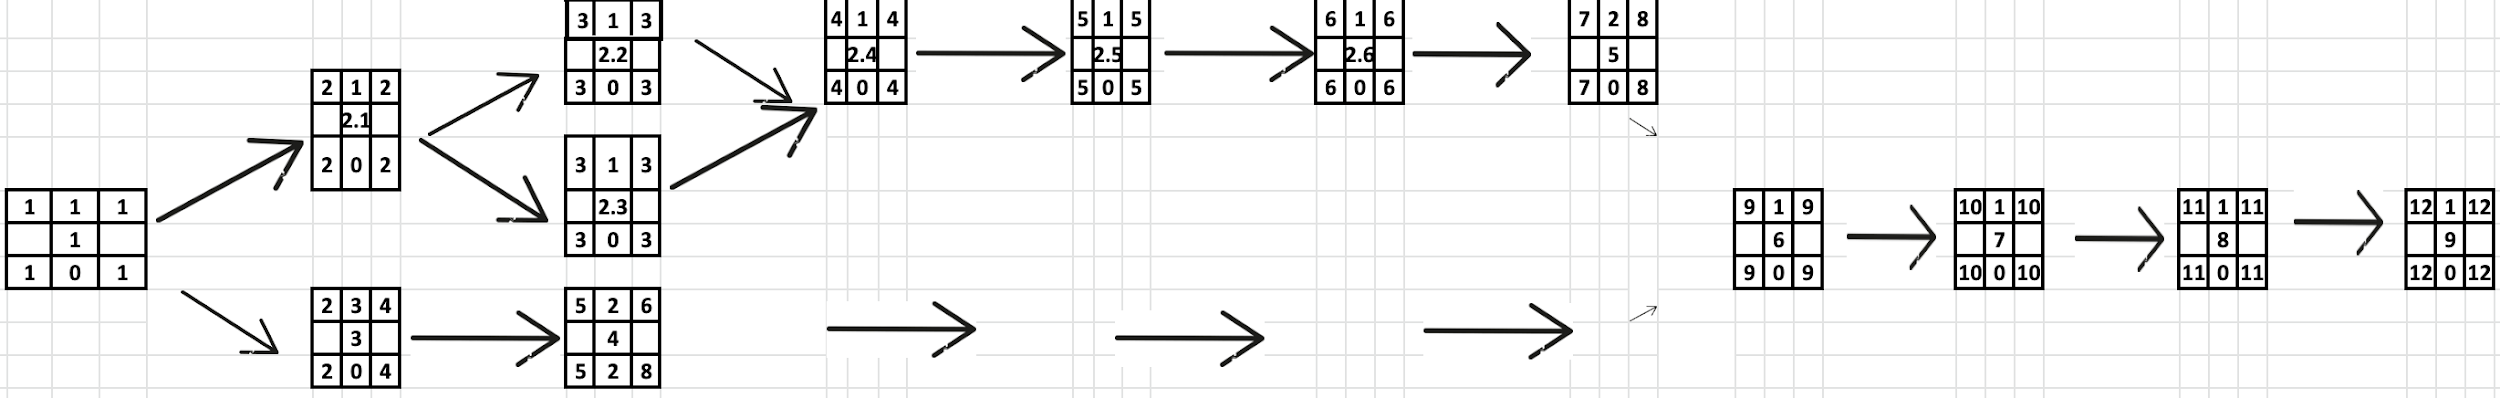 3 1 3
2.2
3 0 3
4 1 4
2.4
4 0 4
5 1 5
2.5
5 0 5
6 1 6
2.6
6 0 6
7 2 8
5
7 0 8
2 1 2
2.1
2 0 2
3 1 3
2.3
3 0 3
1 1 1
1
1 0 1
9 1 9
6
9 0 9
10 1 10
7
10 0 10
11 1 11
8
11 0 11
12 1 12
9
12 0 12
2 3 4
3
2 0 4
5 2 6
4
5 2 8